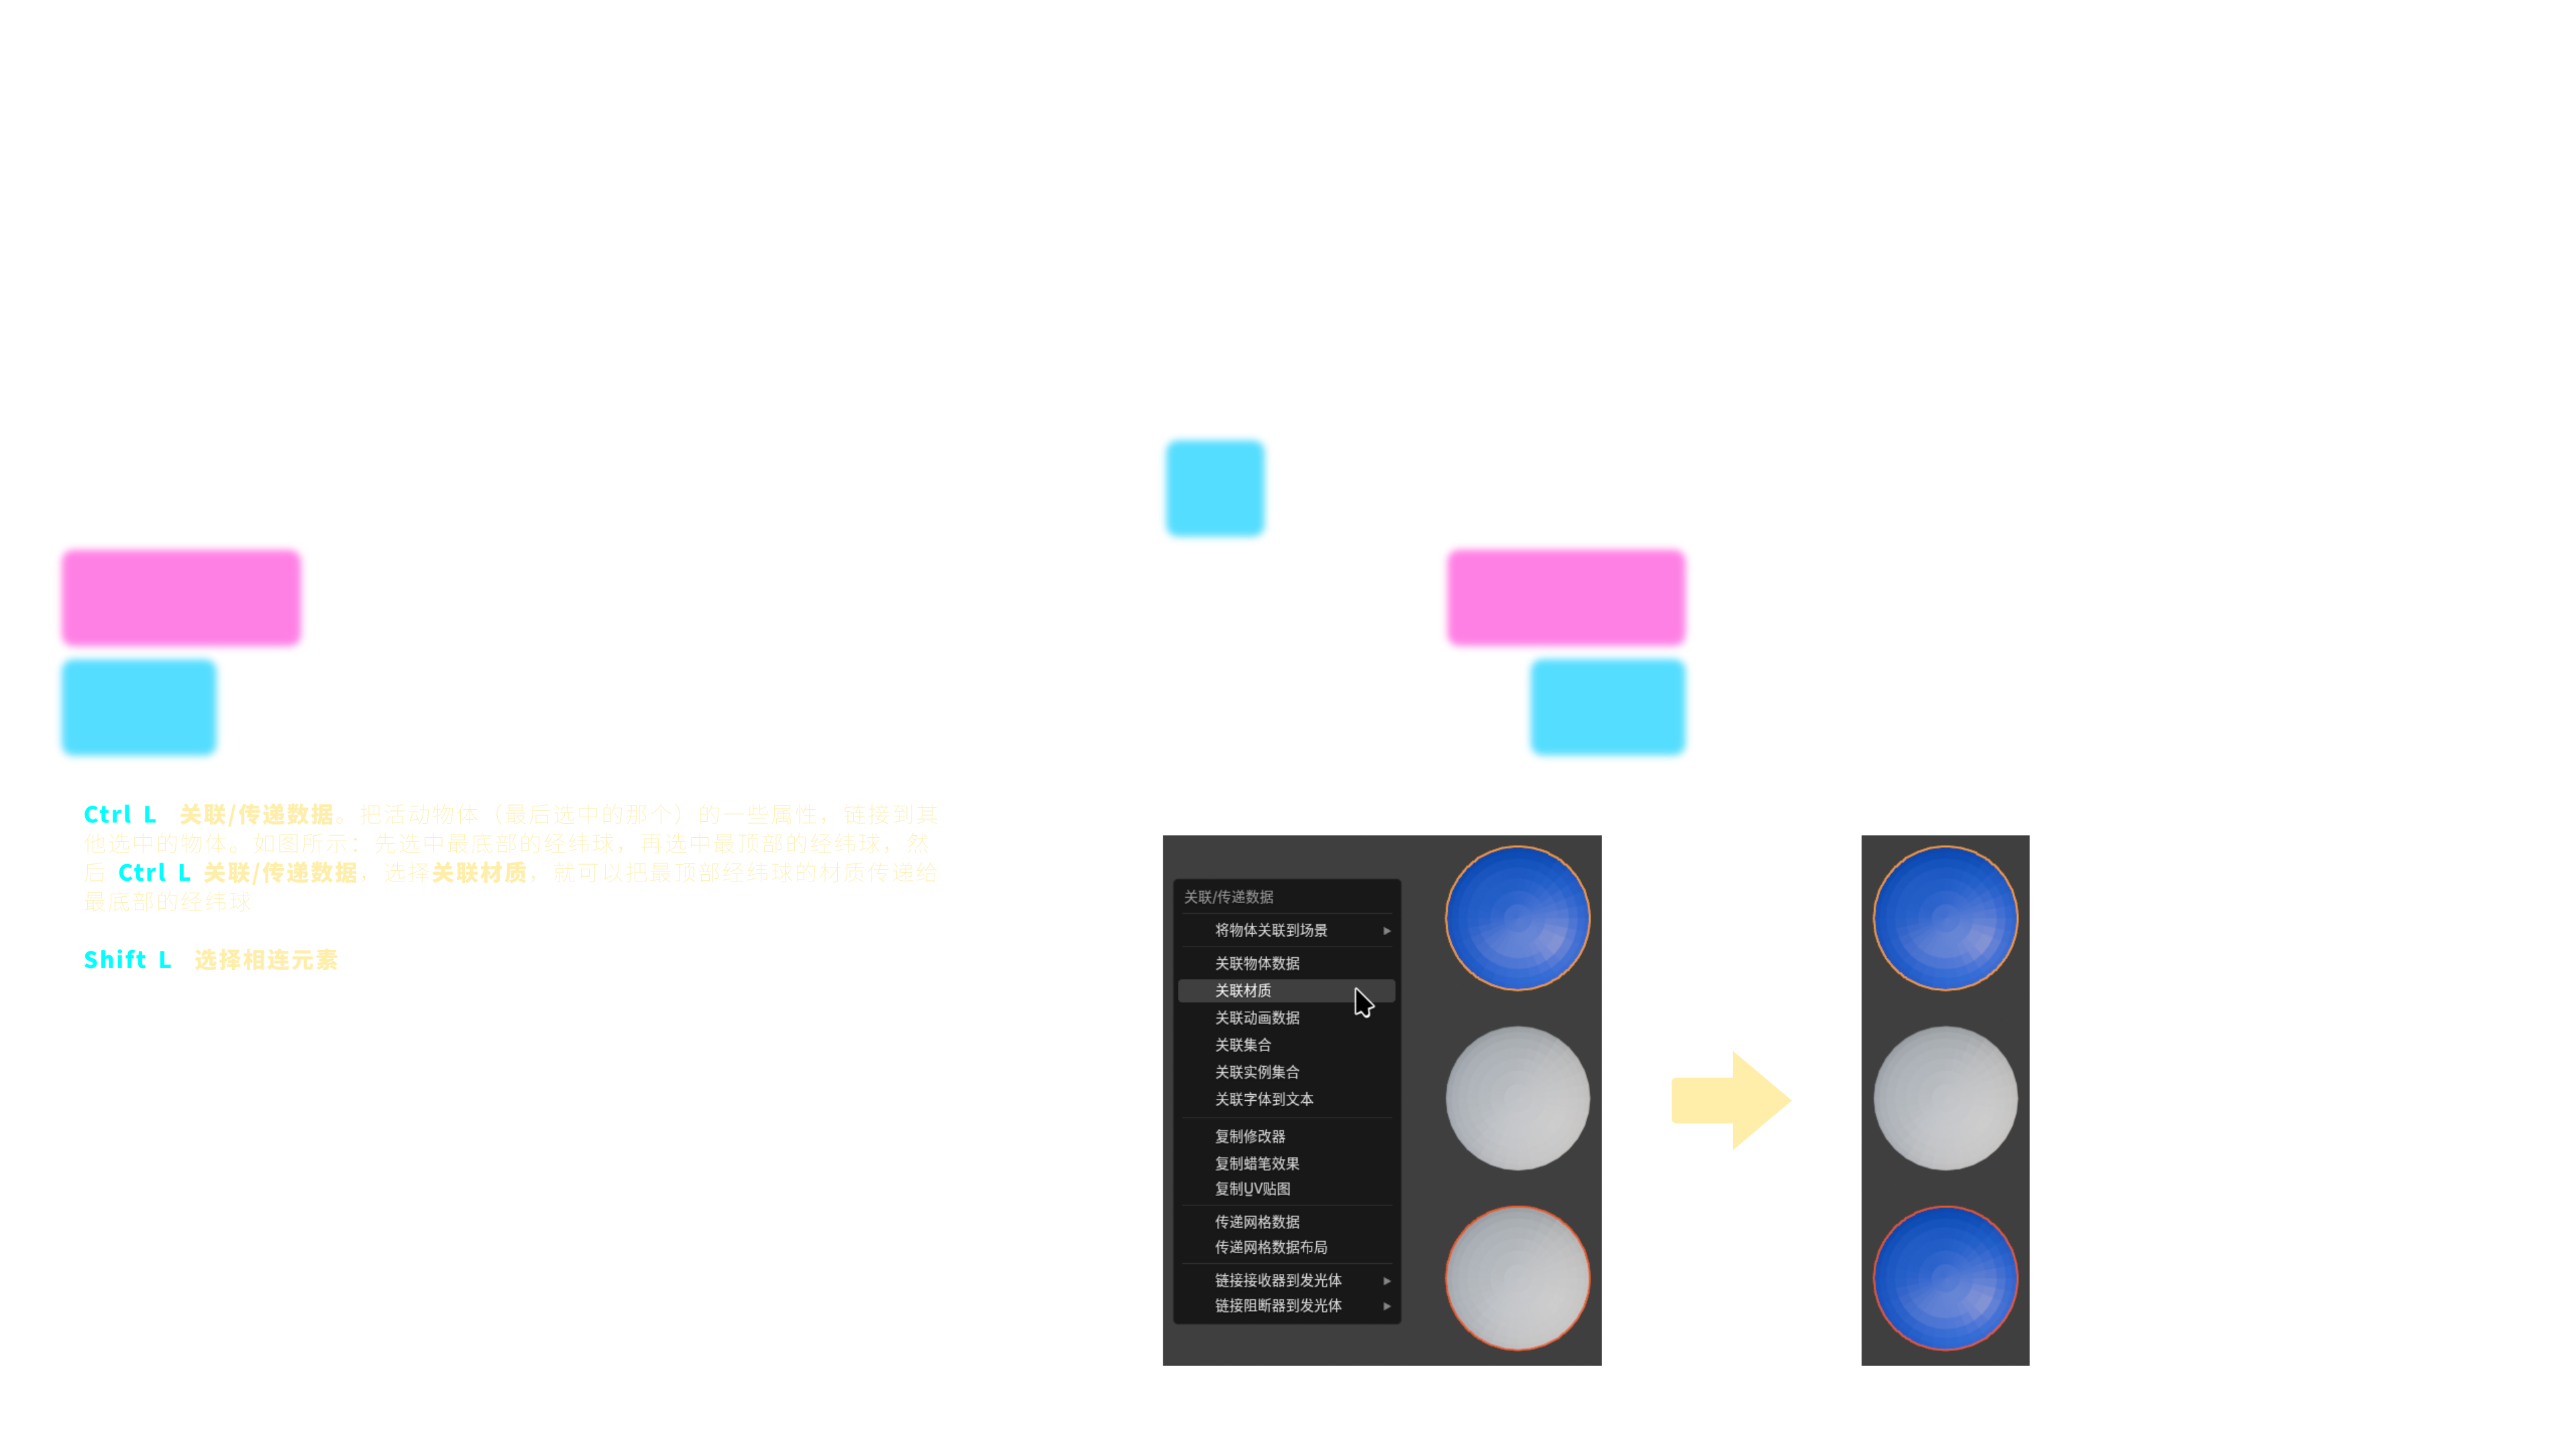 Ctrl L 关联/传递数据。把活动物体（最后选中的那个）的一些属性，链接到其
他选中的物体。如图所示：先选中最底部的经纬球，再选中最顶部的经纬球，然
后 Ctrl L 关联/传递数据，选择关联材质，就可以把最顶部经纬球的材质传递给
最底部的经纬球
Shift L 选择相连元素
关联/传递数据
将物体关联到场景
关联物体数据
关联材质
关联动画数据
关联集合
关联实例集合
关联字体到文本
复制修改器
复制蜡笔效果
复制UV贴图
传递网格数据
传递网格数据布局
链接接收器到发光体
链接阻断器到发光体